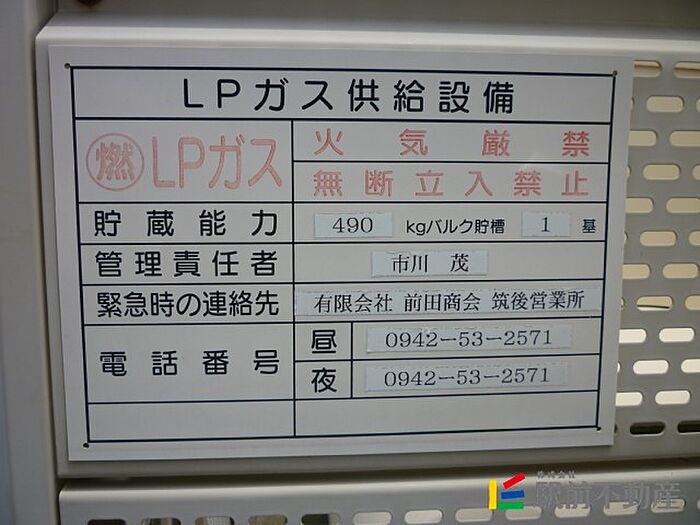 LPガス供給設備
燃 LPガス 火気厳禁
無断立入禁止
貯蔵能力 490 kgバルク貯槽 1 基
管理責任者 市川 茂
緊急時の連絡先 有限会社 前田商会 筑後営業所
電話番号 昼 0942-53-2571
夜 0942-53-2571
株式会社
駅前不動産